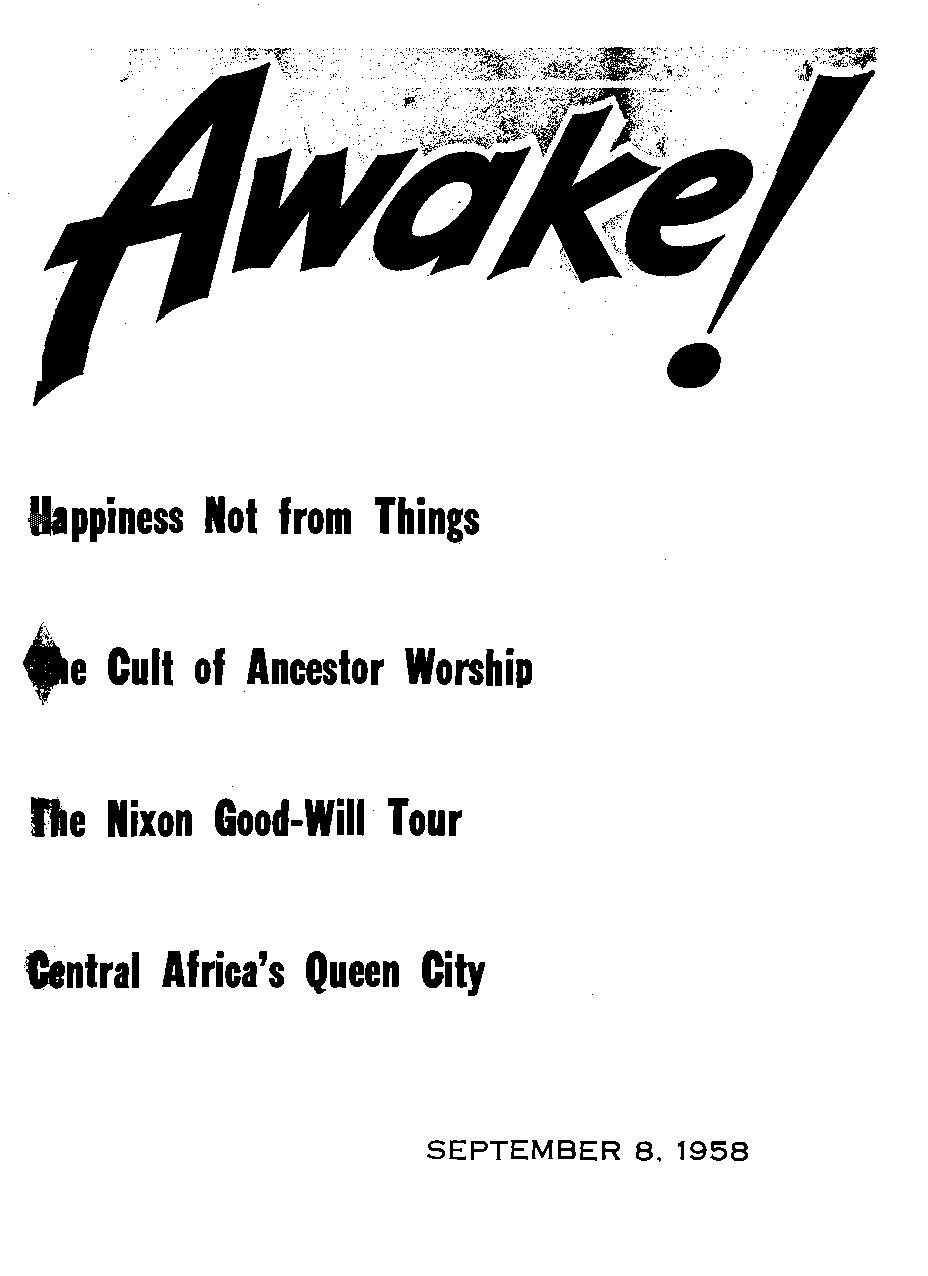 Awake!
Happiness Not from Things
The Cult of Ancestor Worship
The Nixon Good-Will Tour
Central Africa's Queen City
SEPTEMBER 8, 1958